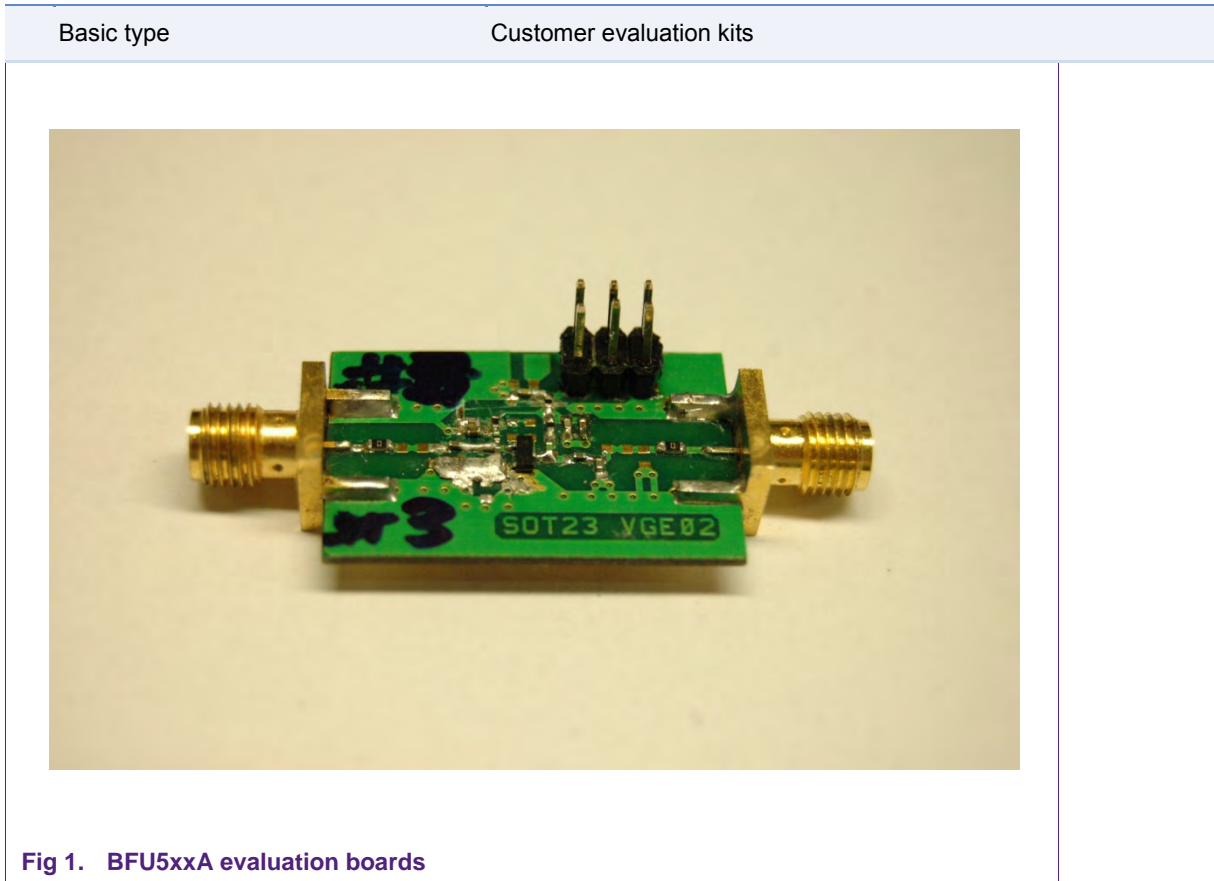 Basic type Customer evaluation kits
3
SOT23 VGE02
Fig 1. BFU5xxA evaluation boards